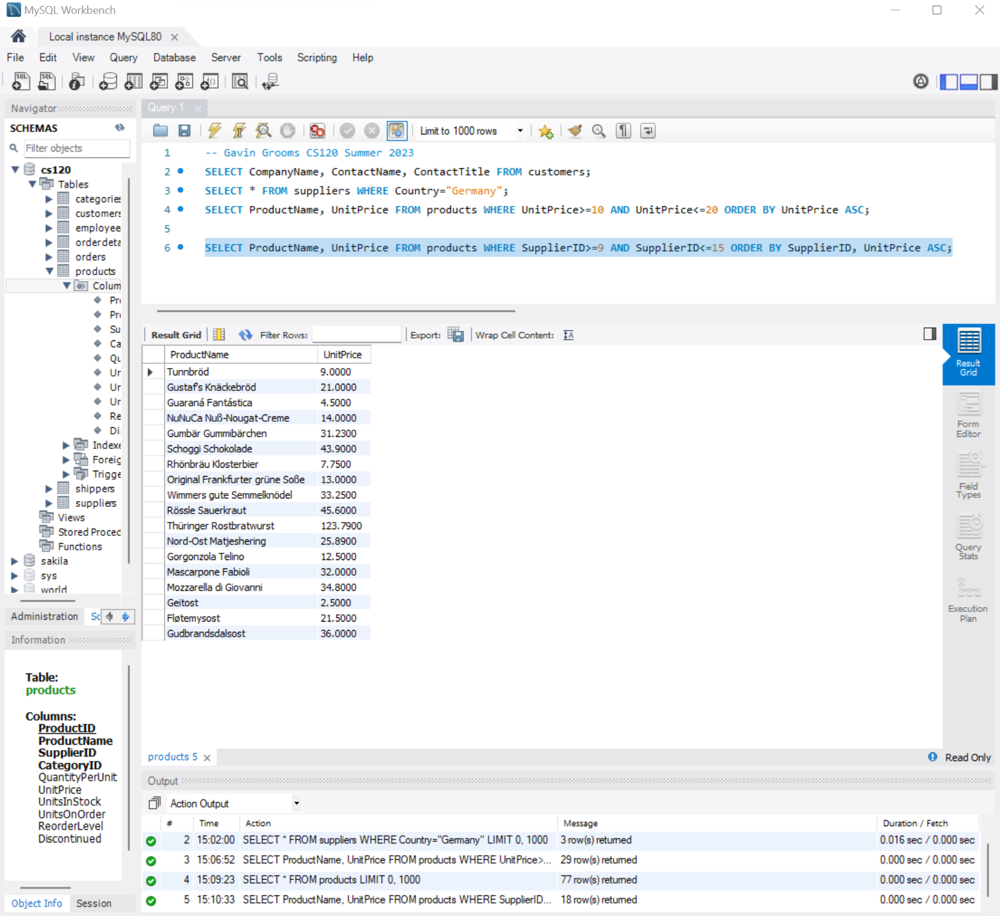 MySQL Workbench
Local instance MySQL80
File Edit View Query Database Server Tools Scripting Help
Navigator
SCHEMAS
Filter objects
cs120
Tables
categorie
customers
employee
orderdeta
orders
products
Colum
Pr
Pr
Su
Ca
Qu
Ur
Ur
Ur
Re
Di
Indexe
Foreig
Trigge
shippers
suppliers
Views
Stored Proced
Functions
sakila
sys
world
Administration Sc
Information
Table:
products
Columns:
ProductID
ProductName
SupplierID
CategoryID
QuantityPerUnit
UnitPrice
UnitsInStock
UnitsOnOrder
ReorderLevel
Discontinued
Object Info Session
Query 1
Limit to 1000 rows
1 -- Gavin Grooms CS120 Summer 2023
2 SELECT CompanyName, ContactName, ContactTitle FROM customers;
3 SELECT * FROM suppliers WHERE Country="Germany";
4 SELECT ProductName, UnitPrice FROM products WHERE UnitPrice>=10 AND UnitPrice<=20 ORDER BY UnitPrice ASC;
5
6 SELECT ProductName, UnitPrice FROM products WHERE SupplierID>=9 AND SupplierID<=15 ORDER BY SupplierID, UnitPrice ASC;
Result Grid Filter Rows: Export: Wrap Cell Content:
ProductName UnitPrice
Tunnbröd 9.0000
Gustaf's Knäckebröd 21.0000
Guaraná Fantástica 4.5000
NuNuCa Nuß-Nougat-Creme 14.0000
Gumbär Gummibärchen 31.2300
Schoggi Schokolade 43.9000
Rhönbräu Klosterbier 7.7500
Original Frankfurter grüne Soße 13.0000
Wimmers gute Semmelknödel 33.2500
Rössle Sauerkraut 45.6000
Thüringer Rostbratwurst 123.7900
Nord-Ost Matjeshering 25.8900
Gorgonzola Telino 12.5000
Mascarpone Fabioli 32.0000
Mozzarella di Giovanni 34.8000
Geitost 2.5000
Fløtemysost 21.5000
Gudbrandsdalsost 36.0000
Result
Grid
Form
Editor
Field
Types
Query
Stats
Execution
Plan
products 5
Read Only
Output
Action Output
# Time Action Message Duration / Fetch
2 15:02:00 SELECT * FROM suppliers WHERE Country="Germany" LIMIT 0, 1000 3 row(s) returned 0.016 sec / 0.000 sec
3 15:06:52 SELECT ProductName, UnitPrice FROM products WHERE UnitPrice>... 29 row(s) returned 0.000 sec / 0.000 sec
4 15:09:23 SELECT * FROM products LIMIT 0, 1000 77 row(s) returned 0.000 sec / 0.000 sec
5 15:10:33 SELECT ProductName, UnitPrice FROM products WHERE SupplierID... 18 row(s) returned 0.000 sec / 0.000 sec